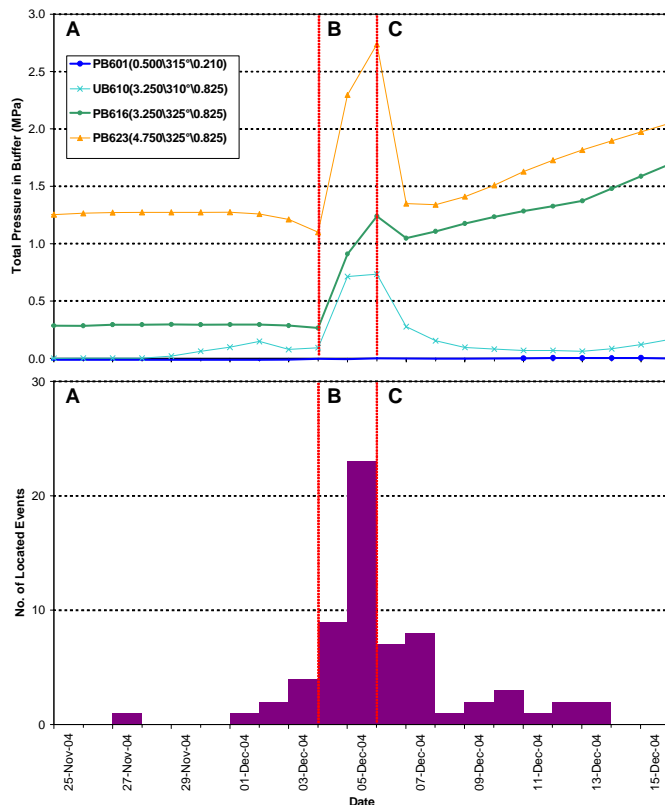 A B C
3.0
2.5
2.0
1.5
1.0
0.5
0.0
Total Pressure in Buffer (MPa)
PB601(0.500\315°\0.210)
UB610(3.250\310°\0.825)
PB616(3.250\325°\0.825)
PB623(4.750\325°\0.825)
A B C
30
20
10
0
No. of Located Events
25-Nov-04
27-Nov-04
29-Nov-04
01-Dec-04
03-Dec-04
05-Dec-04
07-Dec-04
09-Dec-04
11-Dec-04
13-Dec-04
15-Dec-04
Date